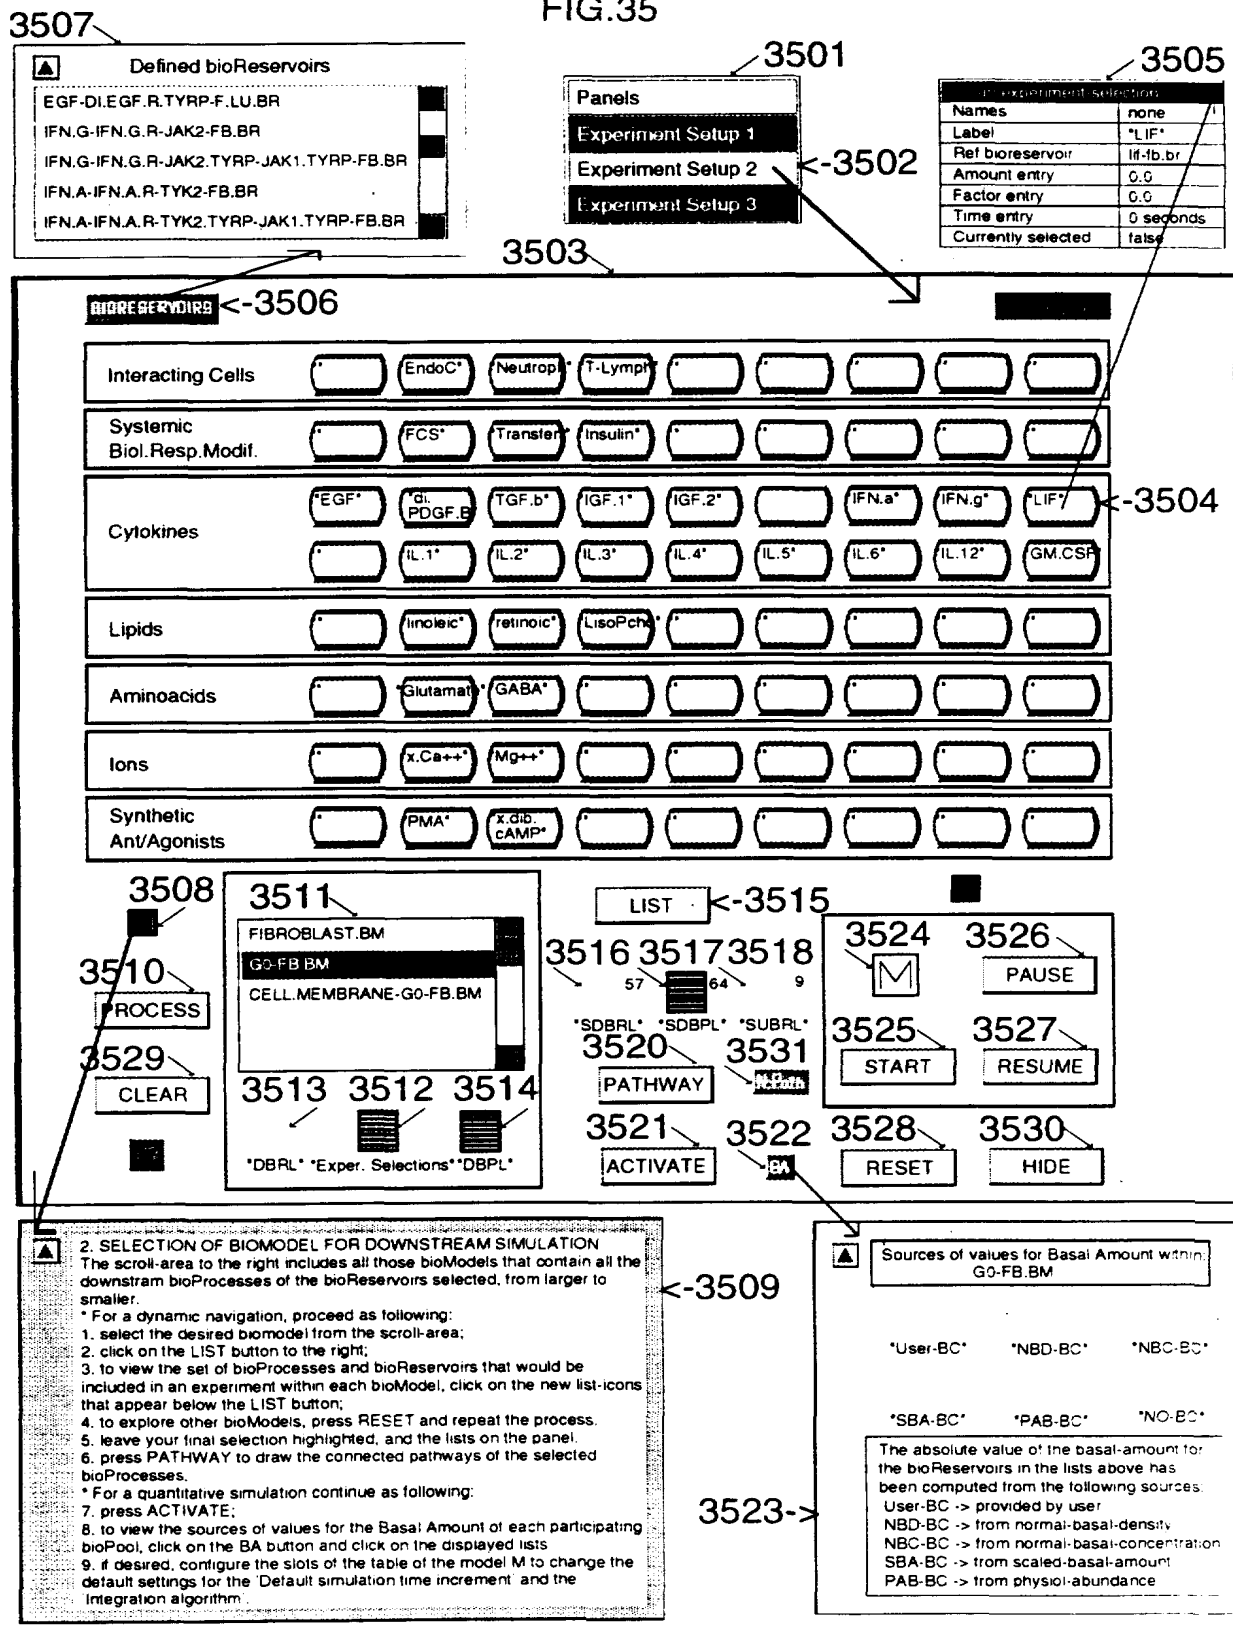 FIG.35
3507
Defined bioReservoirs
EGF-DI.EGF.R.TYRP-F.LU.BR
IFN.G-IFN.G.R-JAK2-FB.BR
IFN.G-IFN.G.R-JAK2.TYRP-JAK1.TYRP-FB.BR
IFN.A-IFN.A.R-TYK2-FB.BR
IFN.A-IFN.A.R-TYK2.TYRP-JAK1.TYRP-FB.BR
3501
Panels
Experiment Setup 1
Experiment Setup 2
<-3502
Experiment Setup 3
3505
experiment-selection
Names none
Label "LIF"
Ref bioreservoir lif-fb.br
Amount entry 0.0
Factor entry 0.0
Time entry 0 seconds
Currently selected false
3503
BIORESERVOIRS <-3506
Interacting Cells EndoC" "Neutroph" "T-Lymph"
Systemic
Biol.Resp.Modif.
"FCS" "Transferr" "Insulin"
Cytokines
"EGF" "di.
PDGF.B "TGF.b" "IGF.1" "IGF.2" "IFN.a" "IFN.g" "LIF" <-3504
"IL.1" "IL.2" "IL.3" "IL.4" "IL.5" "IL.6" "IL.12" "GM.CSF"
Lipids "linoleic" "retinoic" "LisoPcho"
Aminoacids "Glutamate" "GABA"
Ions "x.Ca++" "Mg++"
Synthetic
Ant/Agonists
"PMA" "x.dib.
cAMP"
3508
3510
PROCESS
3529
CLEAR
3511
FIBROBLAST.BM
G0-FB.BM
CELL.MEMBRANE-G0-FB.BM
3513 3512 3514
"DBRL" "Exper. Selections" "DBPL"
LIST <-3515
3516 3517 3518
57 64 9
"SDBRL" "SDBPL" "SUBRL"
3520
PATHWAY
3531
3521
ACTIVATE
3522
BA
3524
M
3526
PAUSE
3525
START
3527
RESUME
3528
RESET
3530
HIDE
2. SELECTION OF BIOMODEL FOR DOWNSTREAM SIMULATION
The scroll-area to the right includes all those bioModels that contain all the
downstram bioProcesses of the bioReservoirs selected, from larger to
smaller.
* For a dynamic navigation, proceed as following:
1. select the desired biomodel from the scroll-area;
2. click on the LIST button to the right;
3. to view the set of bioProcesses and bioReservoirs that would be
included in an experiment within each bioModel, click on the new list-icons
that appear below the LIST button;
4. to explore other bioModels, press RESET and repeat the process.
5. leave your final selection highlighted, and the lists on the panel.
6. press PATHWAY to draw the connected pathways of the selected
bioProcesses.
* For a quantitative simulation continue as following:
7. press ACTIVATE;
8. to view the sources of values for the Basal Amount of each participating
bioPool, click on the BA button and click on the displayed lists
9. if desired, configure the slots of the table of the model M to change the
default settings for the 'Default simulation time increment' and the
'Integration algorithm'.
<-3509
Sources of values for Basal Amount within:
G0-FB.BM
"User-BC" "NBD-BC" "NBC-BC"
"SBA-BC" "PAB-BC" "NO-BC"
The absolute value of the basal-amount for
the bioReservoirs in the lists above has
been computed from the following sources:
User-BC -> provided by user
NBD-BC -> from normal-basal-density
NBC-BC -> from normal-basal-concentration
SBA-BC -> from scaled-basal-amount
PAB-BC -> from physiol-abundance
3523->